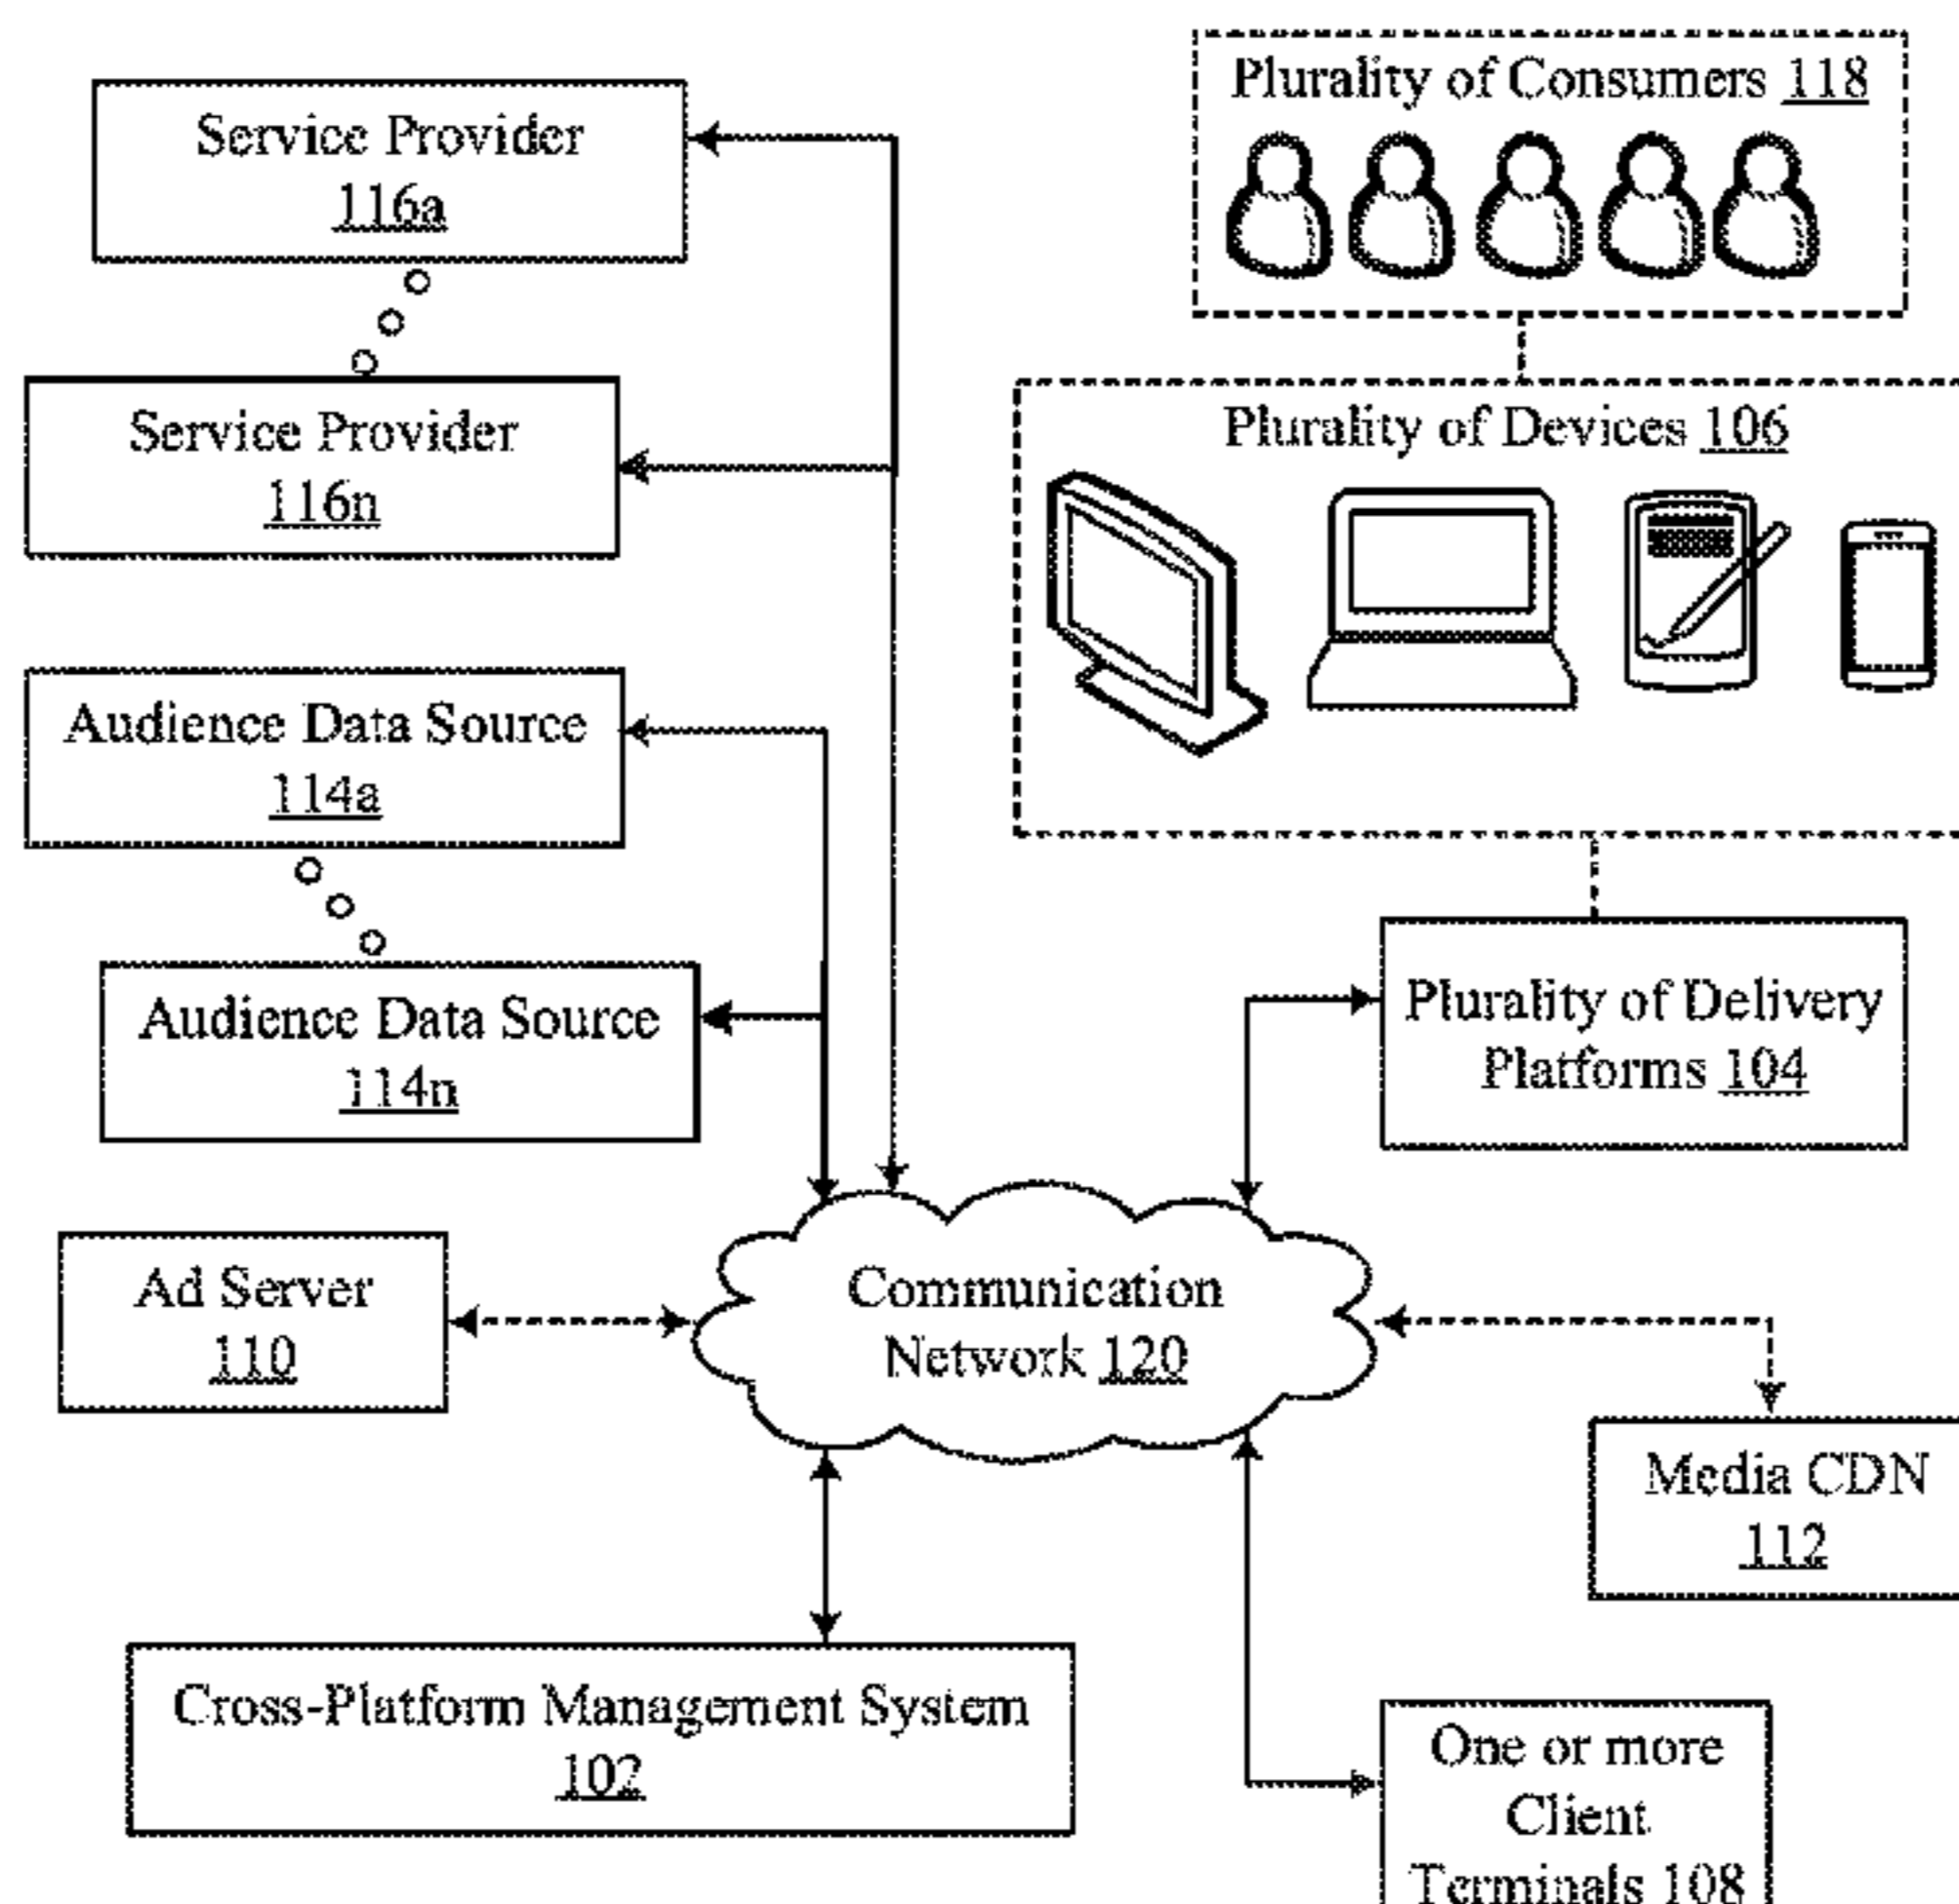 Service Provider
116a
Plurality of Consumers 118
Service Provider
116n
Plurality of Devices 106
Audience Data Source
114a
Audience Data Source
114n
Plurality of Delivery
Platforms 104
Ad Server
110
Communication
Network 120
Media CDN
112
Cross-Platform Management System
102
One or more
Client
Terminals 108